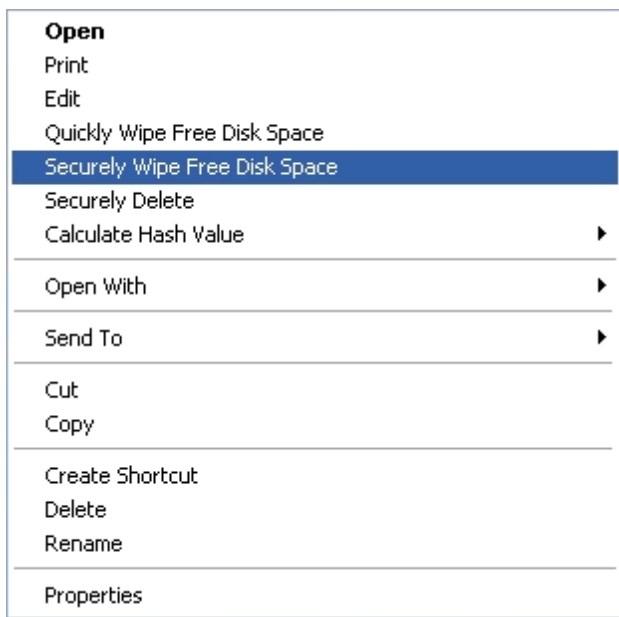 Open
Print
Edit
Quickly Wipe Free Disk Space
Securely Wipe Free Disk Space
Securely Delete
Calculate Hash Value
Open With
Send To
Cut
Copy
Create Shortcut
Delete
Rename
Properties